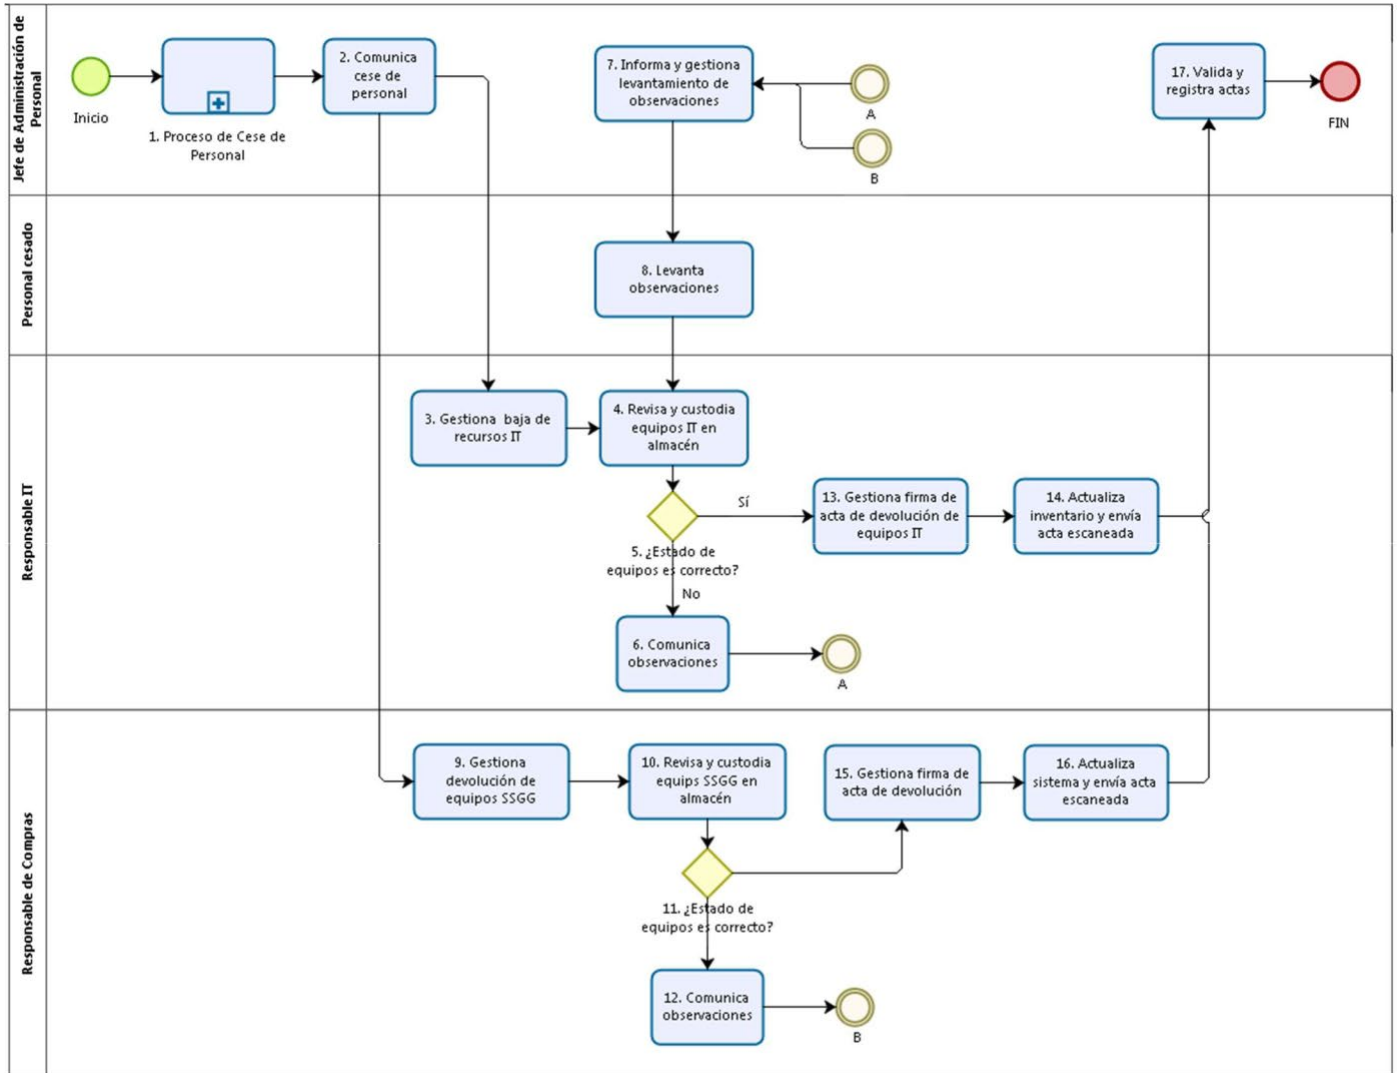 Jefe de Administración de
Personal
Inicio
1. Proceso de Cese de
Personal
2. Comunica
cese de
personal
7. Informa y gestiona
levantamiento de
observaciones
A
B
17. Valida y
registra actas
FIN
Personal cesado
8. Levanta
observaciones
Responsable IT
3. Gestiona baja de
recursos IT
4. Revisa y custodia
equipos IT en
almacén
5. ¿Estado de
equipos es correcto?
Sí
No
13. Gestiona firma de
acta de devolución de
equipos IT
14. Actualiza
inventario y envía
acta escaneada
6. Comunica
observaciones
A
Responsable de Compras
9. Gestiona
devolución de
equipos SSGG
10. Revisa y custodia
equips SSGG en
almacén
11. ¿Estado de
equipos es correcto?
15. Gestiona firma de
acta de devolución
16. Actualiza
sistema y envía acta
escaneada
12. Comunica
observaciones
B